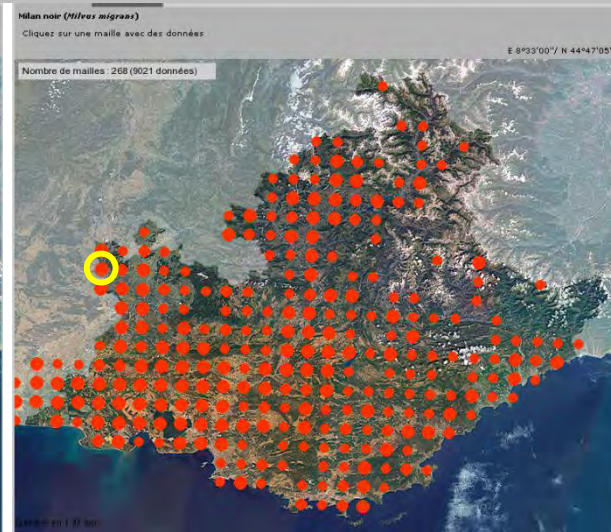 Milan noir (Milvus migrans)
Cliquez sur une maille avec des données
E 8°33'00''/ N 44°47'05"
Nombre de mailles : 268 (9021 données)